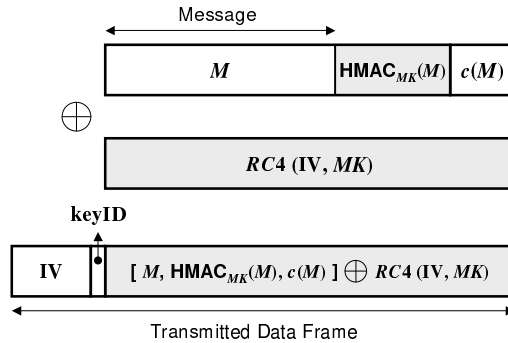 Message
M HMAC_MK(M) c(M)
⊕
RC4 (IV, MK)
keyID
IV [ M, HMAC_MK(M), c(M) ] ⊕ RC4 (IV, MK)
Transmitted Data Frame